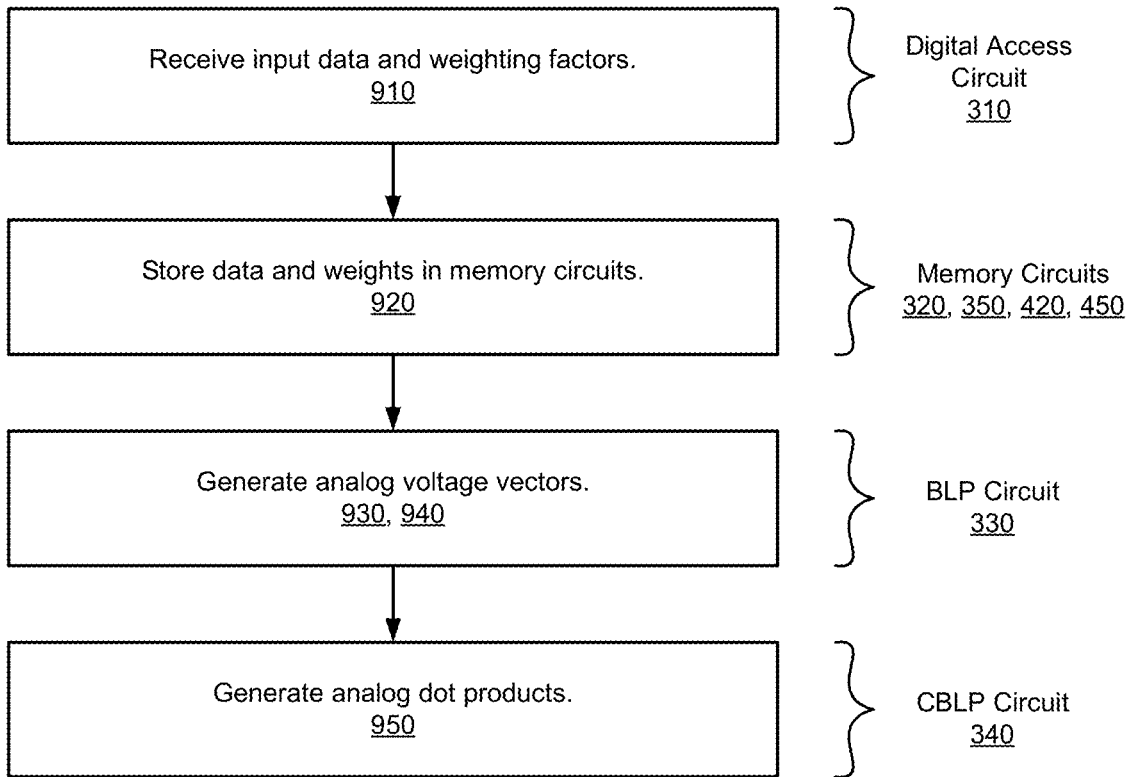 Receive input data and weighting factors.
910
Digital Access
Circuit
310
Store data and weights in memory circuits.
920
Memory Circuits
320, 350, 420, 450
Generate analog voltage vectors.
930, 940
BLP Circuit
330
Generate analog dot products.
950
CBLP Circuit
340